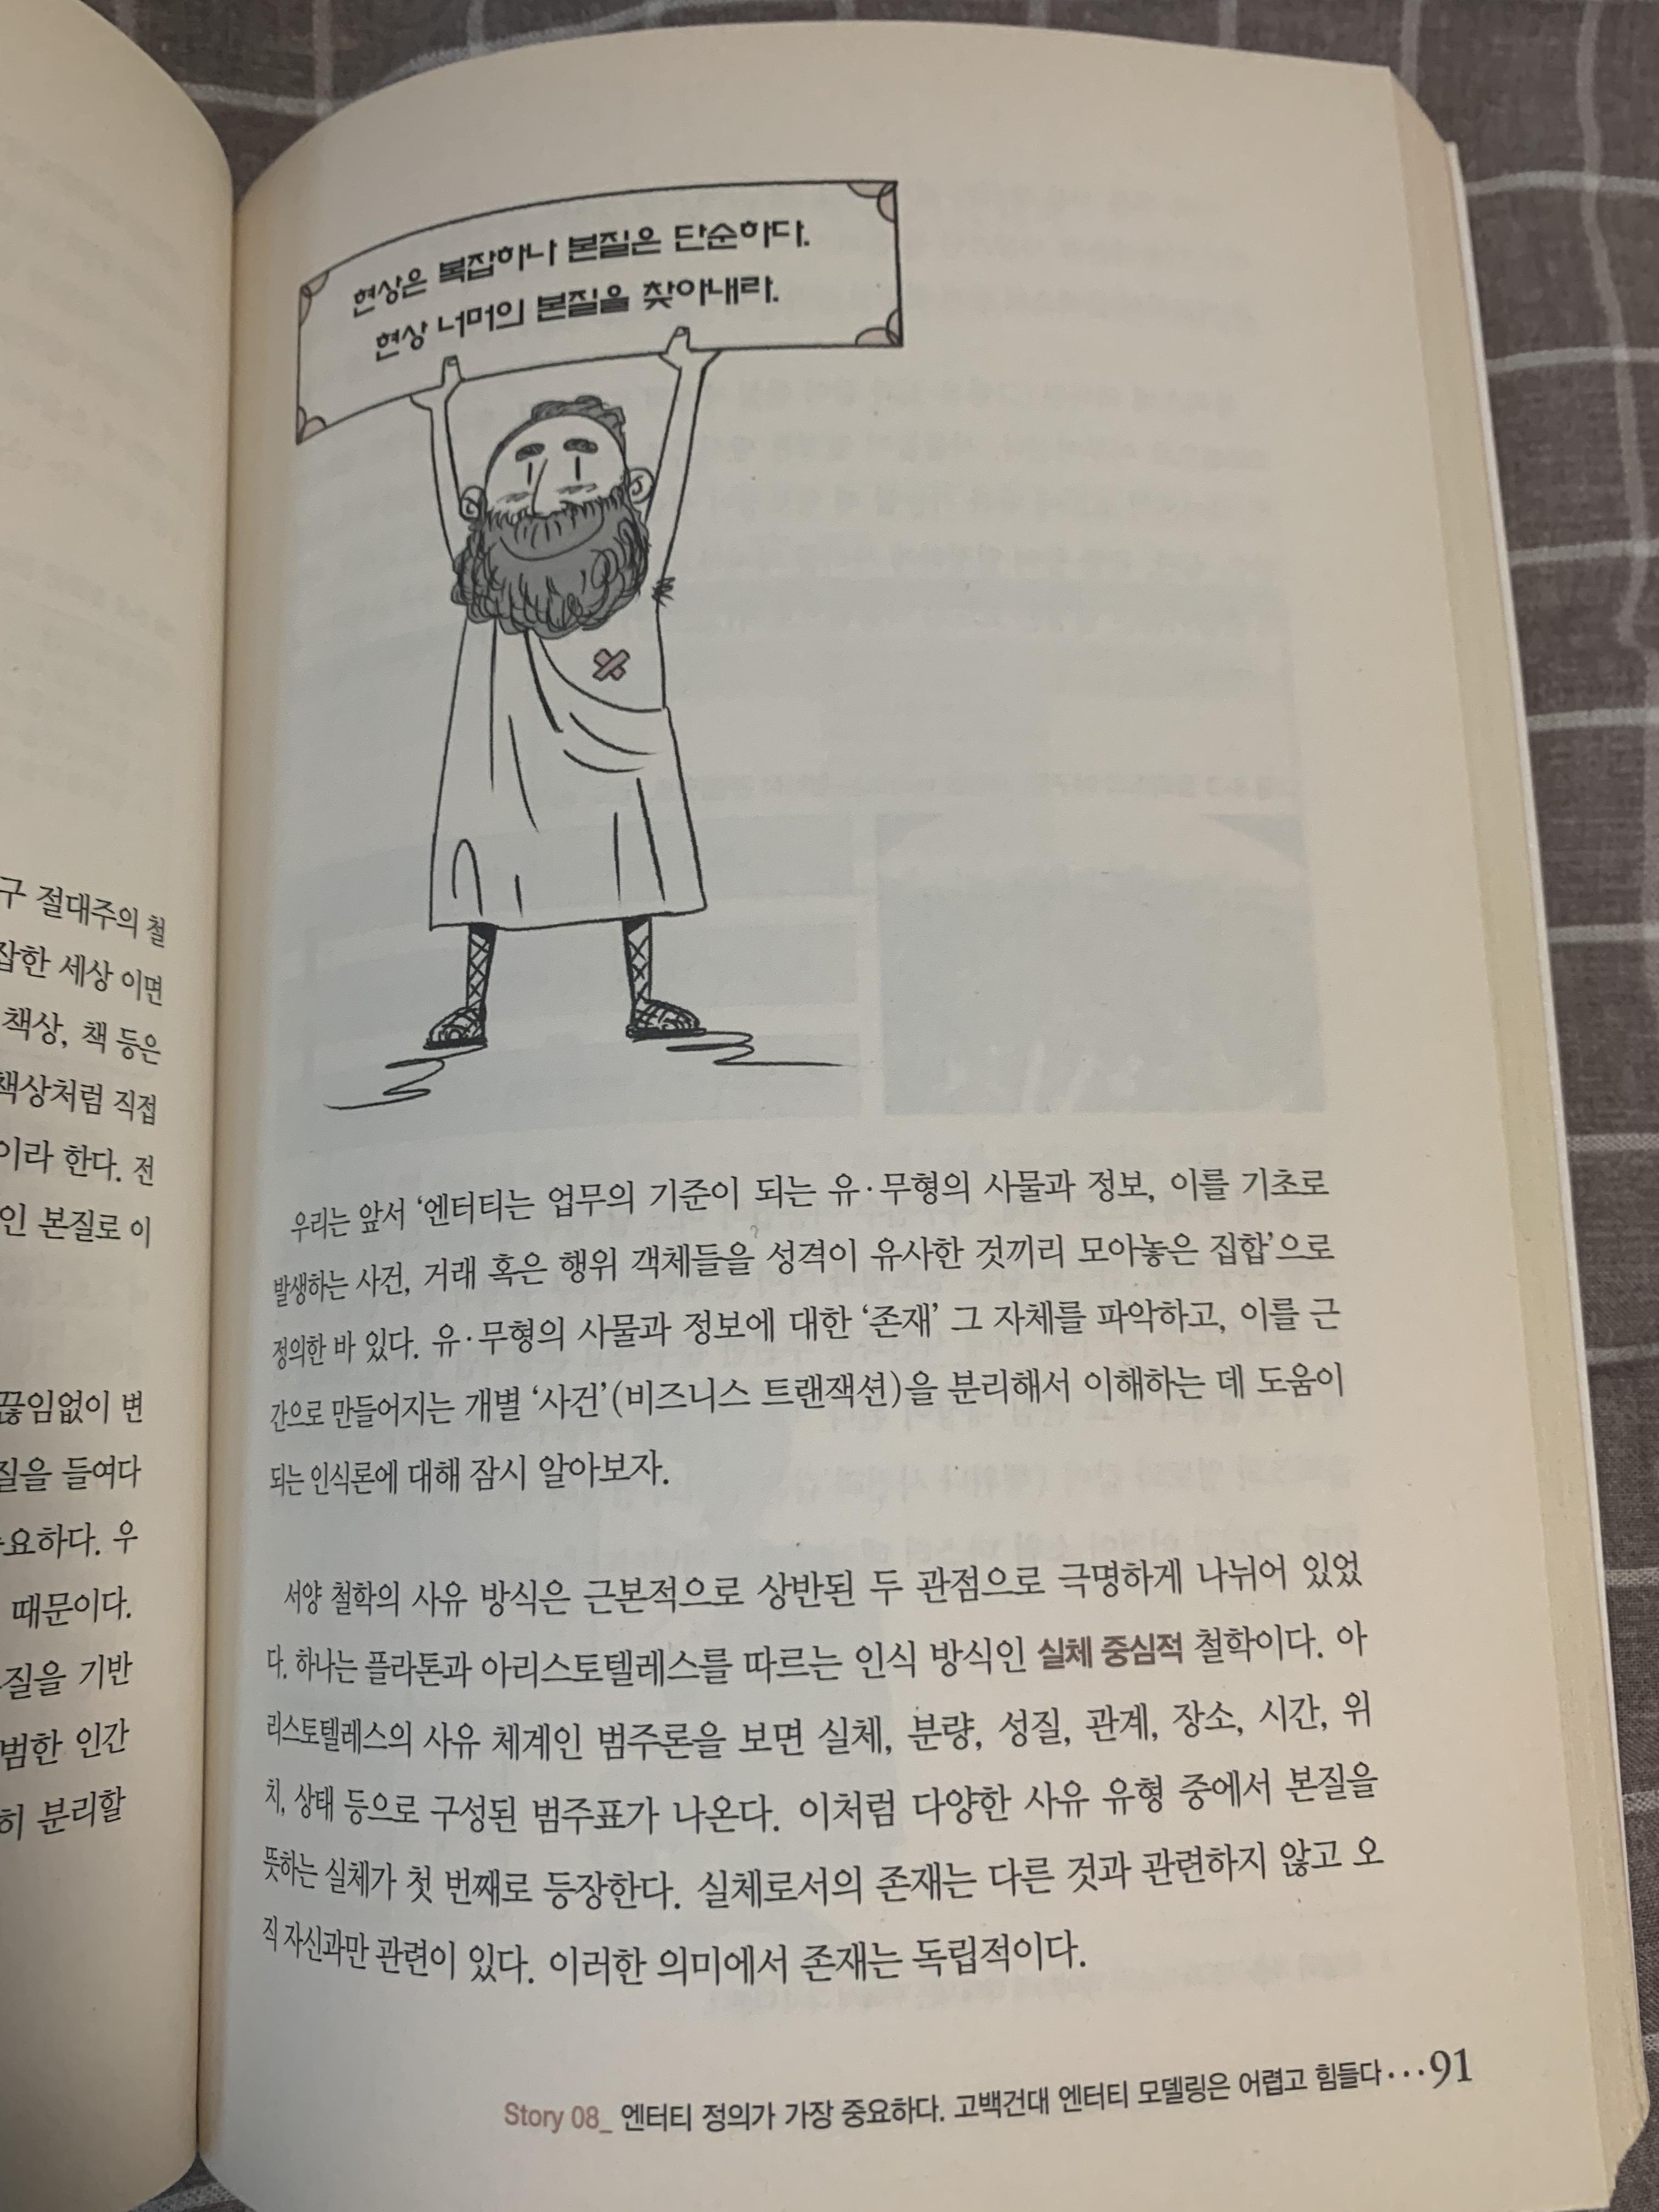 구 절대주의 철
잡한 세상 이면
책상, 책 등은
책상처럼 직접
이라 한다. 전
인 본질로 이
끊임없이 변
질을 들여다
요하다. 우
때문이다.
질을 기반
범한 인간
히 분리할
현상은 복잡하나 본질은 단순하다.
현상 너머의 본질을 찾아내라.
우리는 앞서 ‘엔터티는 업무의 기준이 되는 유·무형의 사물과 정보, 이를 기초로
발생하는 사건, 거래 혹은 행위 객체들을 성격이 유사한 것끼리 모아놓은 집합’으로
정의한 바 있다. 유·무형의 사물과 정보에 대한 ‘존재’ 그 자체를 파악하고, 이를 근
간으로 만들어지는 개별 ‘사건’(비즈니스 트랜잭션)을 분리해서 이해하는 데 도움이
되는 인식론에 대해 잠시 알아보자.
서양 철학의 사유 방식은 근본적으로 상반된 두 관점으로 극명하게 나뉘어 있었
다. 하나는 플라톤과 아리스토텔레스를 따르는 인식 방식인 실체 중심적 철학이다. 아
리스토텔레스의 사유 체계인 범주론을 보면 실체, 분량, 성질, 관계, 장소, 시간, 위
치, 상태 등으로 구성된 범주표가 나온다. 이처럼 다양한 사유 유형 중에서 본질을
뜻하는 실체가 첫 번째로 등장한다. 실체로서의 존재는 다른 것과 관련하지 않고 오
직 자신과만 관련이 있다. 이러한 의미에서 존재는 독립적이다.
Story 08_ 엔터티 정의가 가장 중요하다. 고백건대 엔터티 모델링은 어렵고 힘들다···91